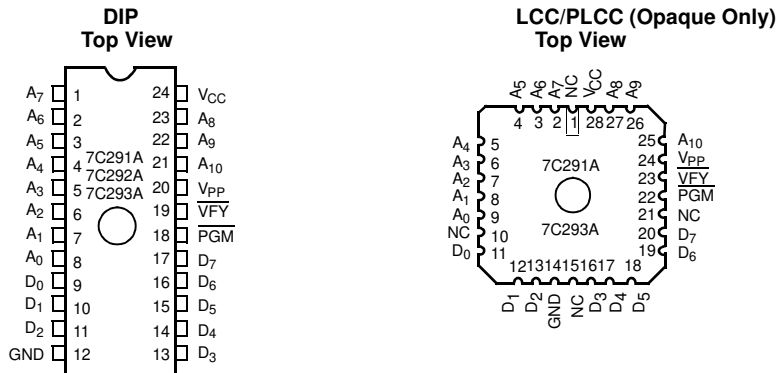 DIP
Top View
A7 1 24 VCC
A6 2 23 A8
A5 3 22 A9
A4 4 7C291A 21 A10
7C292A
A3 5 7C293A 20 VPP
A2 6 19 VFY
A1 7 18 PGM
A0 8 17 D7
D0 9 16 D6
D1 10 15 D5
D2 11 14 D4
GND 12 13 D3
LCC/PLCC (Opaque Only)
Top View
A5 A6 A7 NC VCC A8 A9
4 3 2 1 28 27 26
A4 5 25 A10
A3 6 7C291A 24 VPP
A2 7 23 VFY
A1 8 22 PGM
A0 9 21 NC
NC 10 7C293A 20 D7
D0 11 19 D6
12 13 14 15 16 17 18
D1 D2 GND NC D3 D4 D5